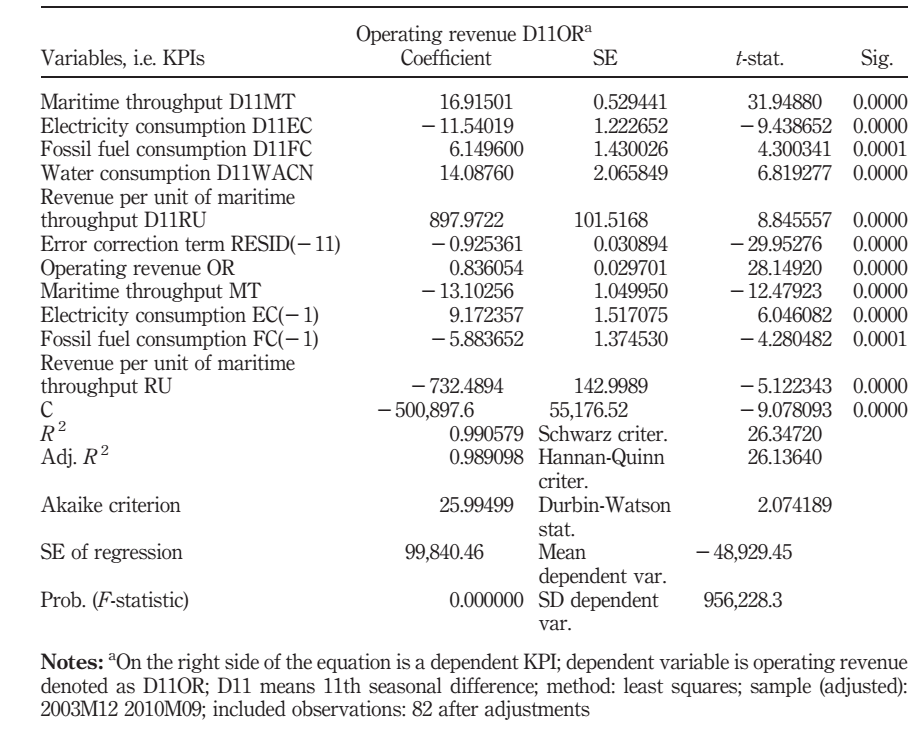 Operating revenue D11ORᵃ
Variables, i.e. KPIs Coefficient SE t-stat. Sig.
Maritime throughput D11MT 16.91501 0.529441 31.94880 0.0000
Electricity consumption D11EC −11.54019 1.222652 −9.438652 0.0000
Fossil fuel consumption D11FC 6.149600 1.430026 4.300341 0.0001
Water consumption D11WACN 14.08760 2.065849 6.819277 0.0000
Revenue per unit of maritime
throughput D11RU 897.9722 101.5168 8.845557 0.0000
Error correction term RESID(−11) −0.925361 0.030894 −29.95276 0.0000
Operating revenue OR 0.836054 0.029701 28.14920 0.0000
Maritime throughput MT −13.10256 1.049950 −12.47923 0.0000
Electricity consumption EC(−1) 9.172357 1.517075 6.046082 0.0000
Fossil fuel consumption FC(−1) −5.883652 1.374530 −4.280482 0.0001
Revenue per unit of maritime
throughput RU −732.4894 142.9989 −5.122343 0.0000
C −500,897.6 55,176.52 −9.078093 0.0000
R² 0.990579 Schwarz criter. 26.34720
Adj. R² 0.989098 Hannan-Quinn 26.13640
criter.
Akaike criterion 25.99499 Durbin-Watson 2.074189
stat.
SE of regression 99,840.46 Mean −48,929.45
dependent var.
Prob. (F-statistic) 0.000000 SD dependent 956,228.3
var.
Notes: ᵃOn the right side of the equation is a dependent KPI; dependent variable is operating revenue
denoted as D11OR; D11 means 11th seasonal difference; method: least squares; sample (adjusted):
2003M12 2010M09; included observations: 82 after adjustments